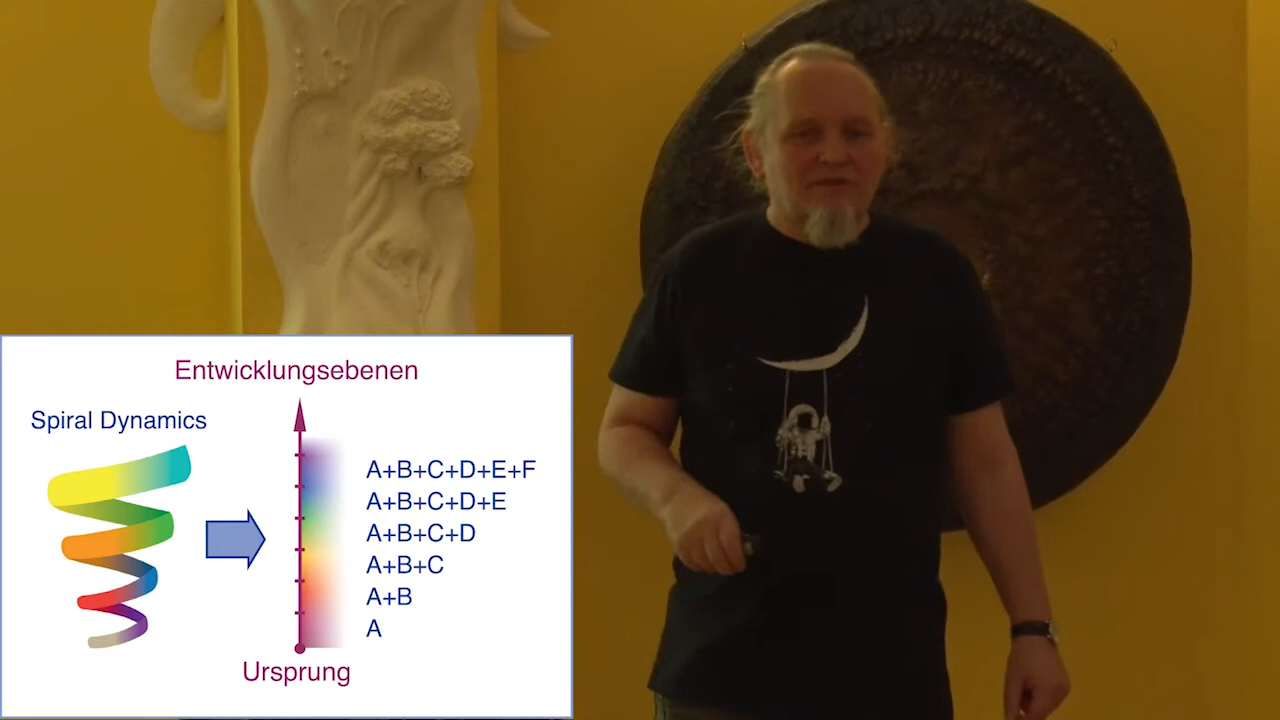 Entwicklungsebenen
Spiral Dynamics
A+B+C+D+E+F
A+B+C+D+E
A+B+C+D
A+B+C
A+B
A
Ursprung